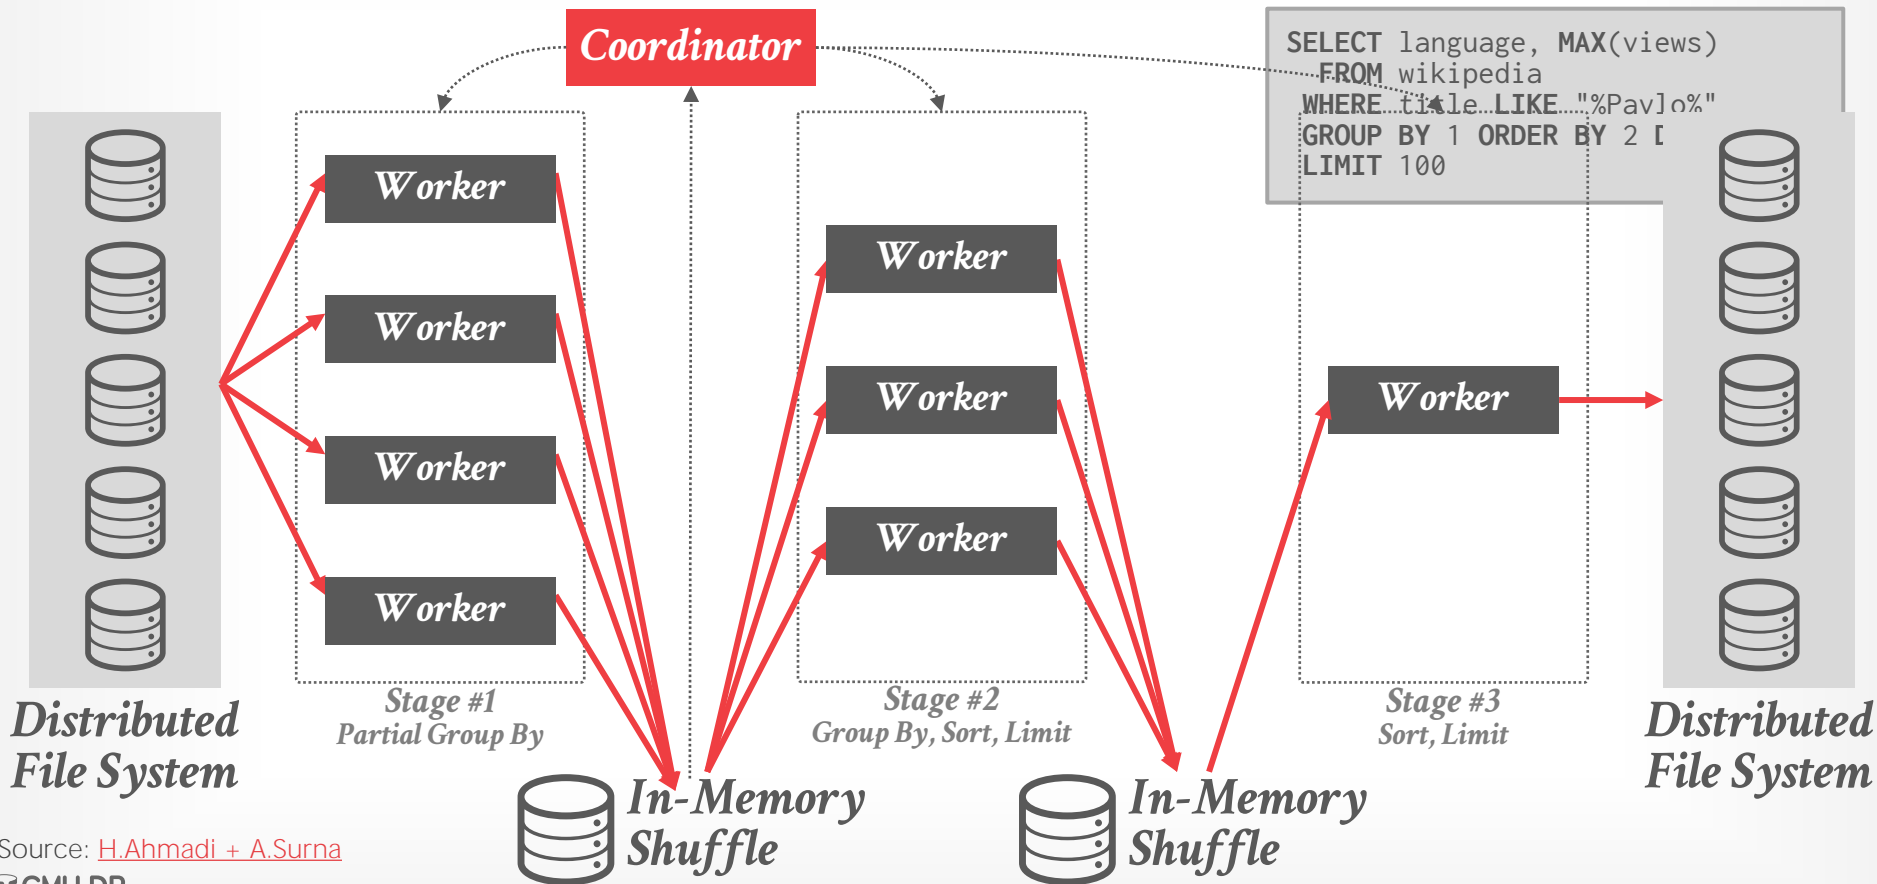 Coordinator
SELECT language, MAX(views)
FROM wikipedia
WHERE title LIKE "%Pavlo%"
GROUP BY 1 ORDER BY 2
LIMIT 100
Worker
Worker
Worker
Worker
Worker
Worker
Worker
Worker
Stage #1
Partial Group By
Stage #2
Group By, Sort, Limit
Stage #3
Sort, Limit
Distributed
File System
Distributed
File System
In-Memory
Shuffle
In-Memory
Shuffle
Source: H.Ahmadi + A.Surna
CMU DB